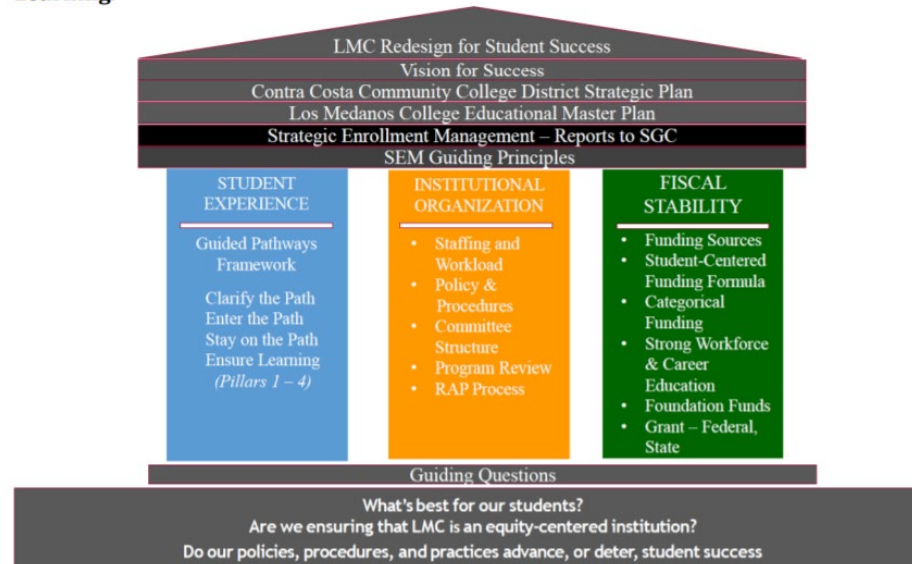 LMC Redesign for Student Success
Vision for Success
Contra Costa Community College District Strategic Plan
Los Medanos College Educational Master Plan
Strategic Enrollment Management – Reports to SGC
SEM Guiding Principles
STUDENT
EXPERIENCE
Guided Pathways
Framework
Clarify the Path
Enter the Path
Stay on the Path
Ensure Learning
(Pillars 1 – 4)
INSTITUTIONAL
ORGANIZATION
• Staffing and
Workload
• Policy &
Procedures
• Committee
Structure
• Program Review
• RAP Process
FISCAL
STABILITY
• Funding Sources
• Student-Centered
Funding Formula
• Categorical
Funding
• Strong Workforce
& Career
Education
• Foundation Funds
• Grant – Federal,
State
Guiding Questions
What's best for our students?
Are we ensuring that LMC is an equity-centered institution?
Do our policies, procedures, and practices advance, or deter, student success